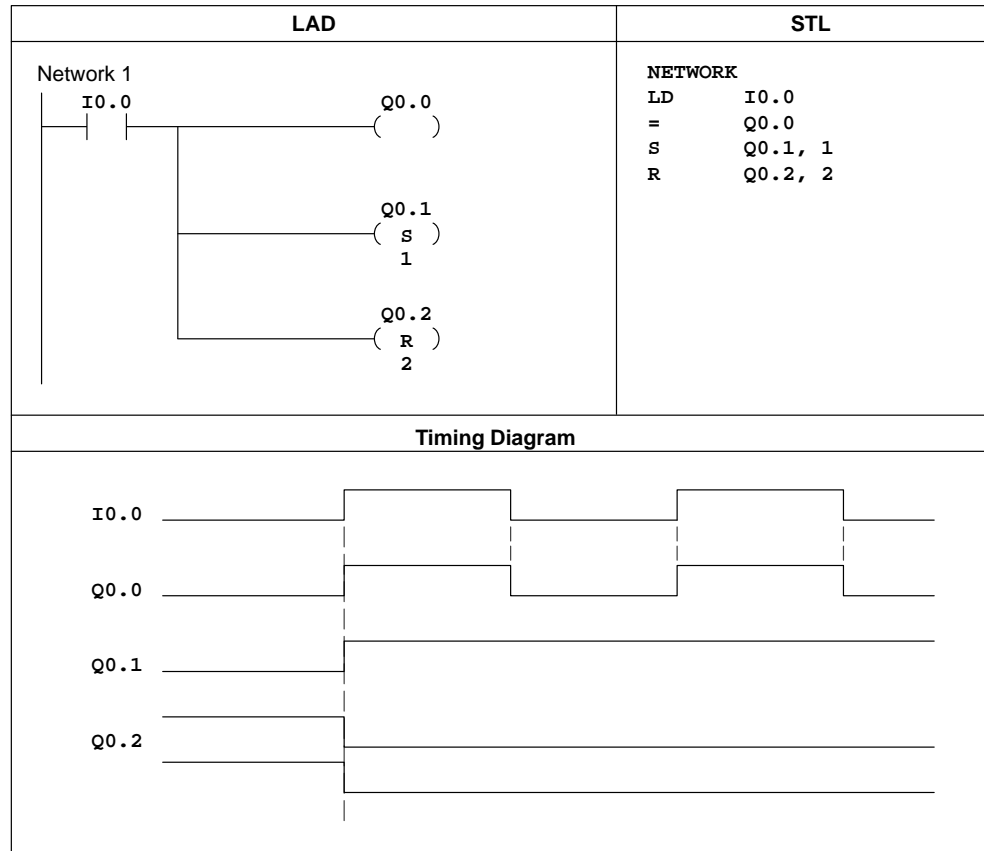 LAD
STL
Network 1
I0.0
Q0.0
( )
Q0.1
( S )
1
Q0.2
( R )
2
NETWORK
LD I0.0
= Q0.0
S Q0.1, 1
R Q0.2, 2
Timing Diagram
I0.0
Q0.0
Q0.1
Q0.2